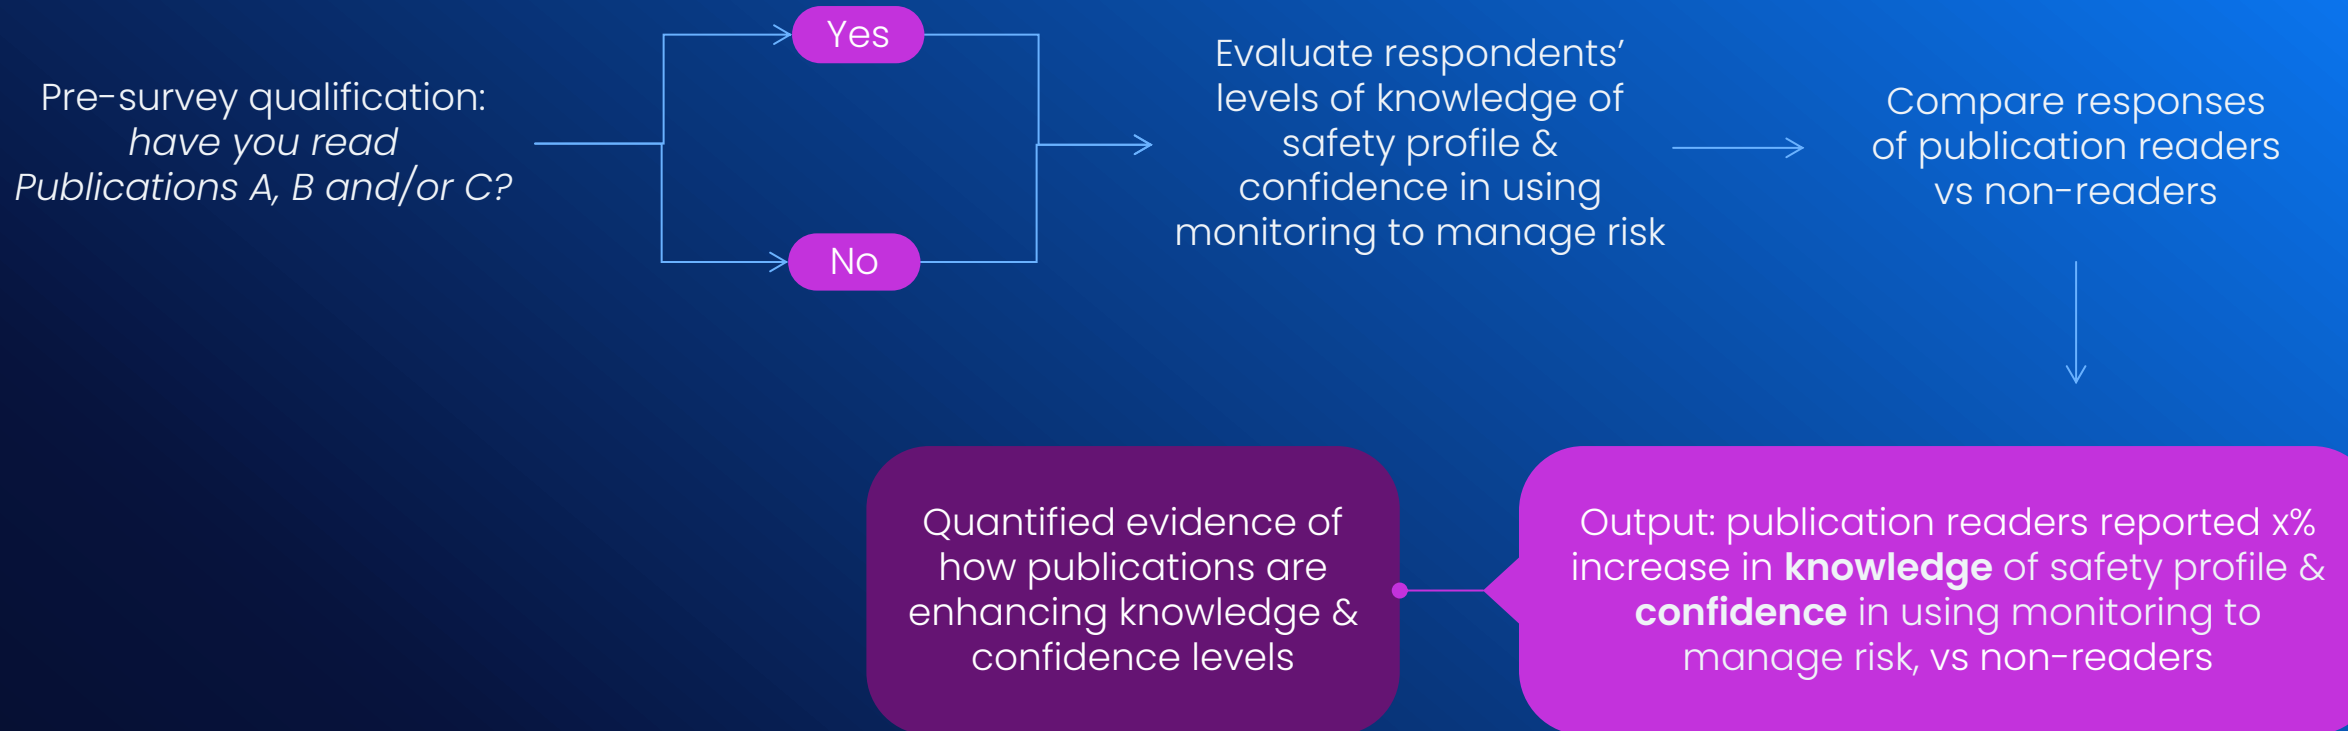 Pre-survey qualification:
have you read
Publications A, B and/or C?
Yes
No
Evaluate respondents’
levels of knowledge of
safety profile &
confidence in using
monitoring to manage risk
Compare responses
of publication readers
vs non-readers
Output: publication readers reported x%
increase in knowledge of safety profile &
confidence in using monitoring to
manage risk, vs non-readers
Quantified evidence of
how publications are
enhancing knowledge &
confidence levels